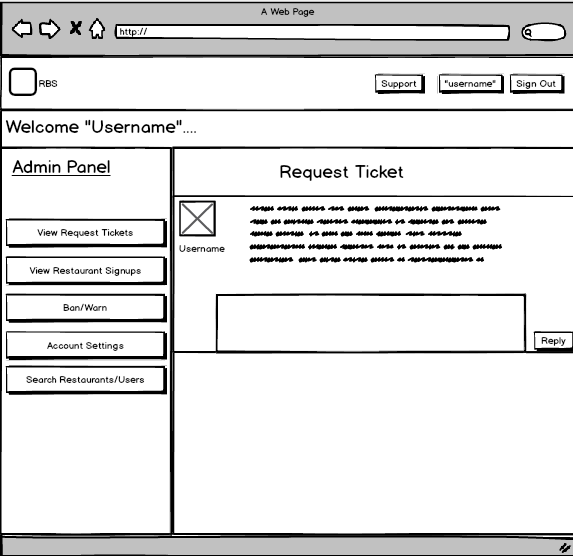 A Web Page
http://
RBS
Support
"username"
Sign Out
Welcome "Username"....
Admin Panel
Request Ticket
View Request Tickets
View Restaurant Signups
Ban/Warn
Account Settings
Search Restaurants/Users
Username
Reply